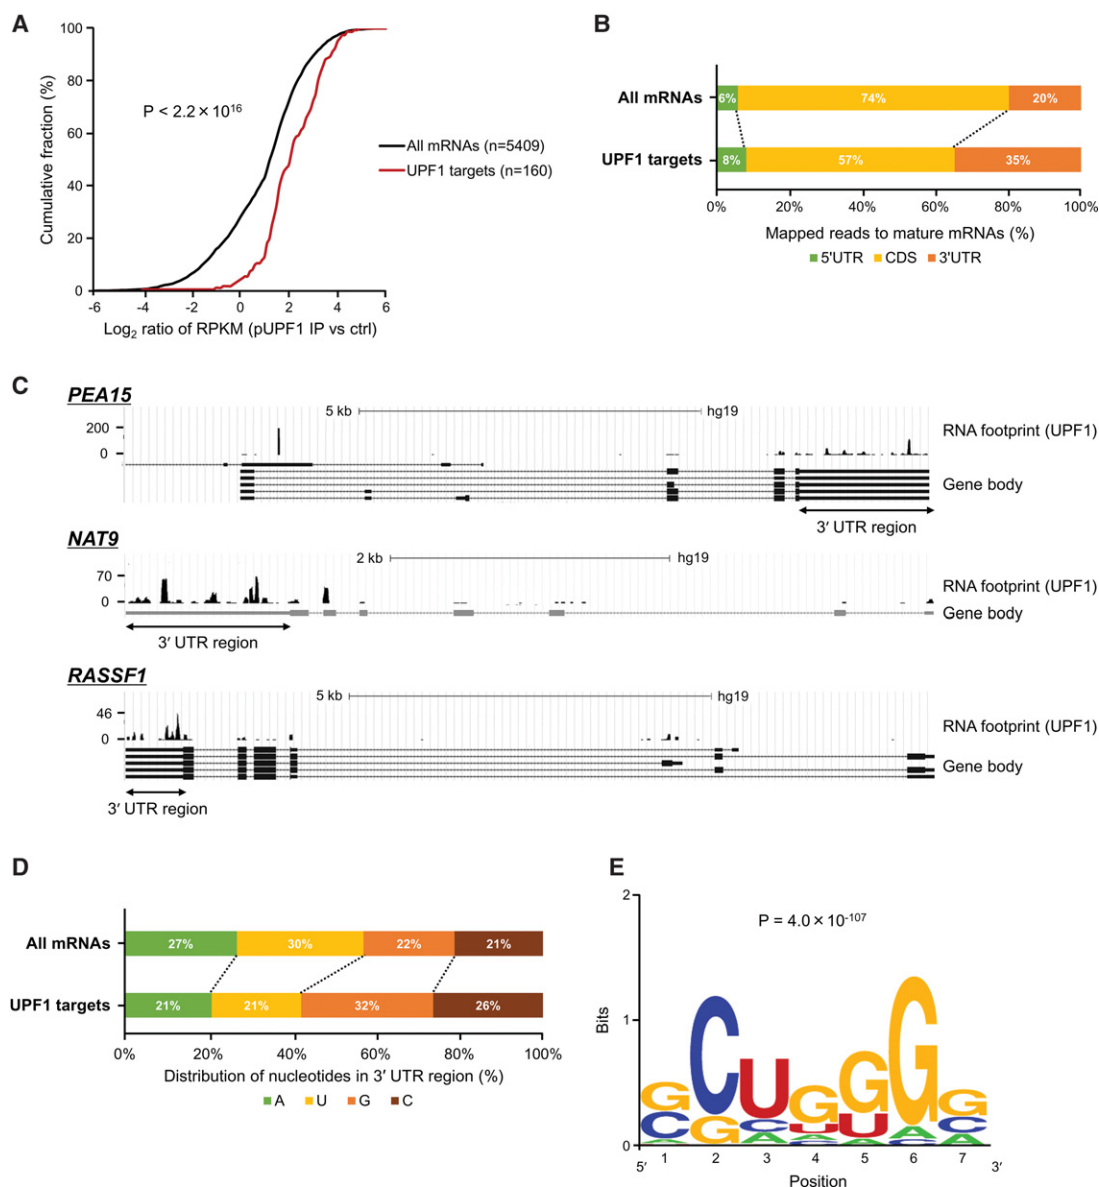 A
100
80
60
40
20
0
Cumulative fraction (%)
P < 2.2 × 10^16
All mRNAs (n=5409)
UPF1 targets (n=160)
-6 -4 -2 0 2 4 6
Log2 ratio of RPKM (pUPF1 IP vs ctrl)
B
All mRNAs 6% 74% 20%
UPF1 targets 8% 57% 35%
0% 20% 40% 60% 80% 100%
Mapped reads to mature mRNAs (%)
5'UTR CDS 3'UTR
C
PEA15
5 kb hg19
200
0
RNA footprint (UPF1)
Gene body
3' UTR region
NAT9
2 kb hg19
70
0
RNA footprint (UPF1)
Gene body
3' UTR region
RASSF1
5 kb hg19
46
0
RNA footprint (UPF1)
Gene body
3' UTR region
D
All mRNAs 27% 30% 22% 21%
UPF1 targets 21% 21% 32% 26%
0% 20% 40% 60% 80% 100%
Distribution of nucleotides in 3' UTR region (%)
A U G C
E
2
1
0
Bits
P = 4.0 × 10^-107
G C U G G G G
C G C U U A C
A A A A C A
C
5' 1 2 3 4 5 6 7 3'
Position